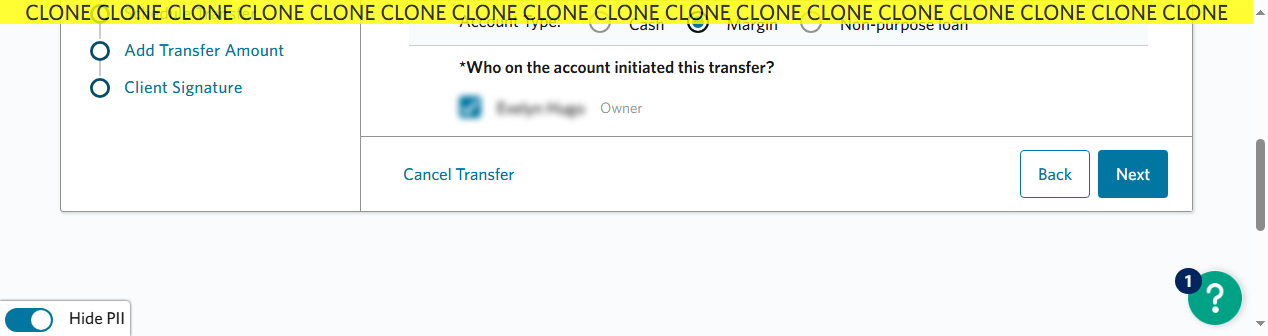 CLONE CLONE CLONE CLONE CLONE CLONE CLONE CLONE CLONE CLONE CLONE CLONE CLONE CLONE CLONE CLONE CLONE
Account Type: Cash Margin Non-purpose loan
Add Transfer Amount
*Who on the account initiated this transfer?
Client Signature
Owner
Cancel Transfer
Back
Next
1
?
Hide PII